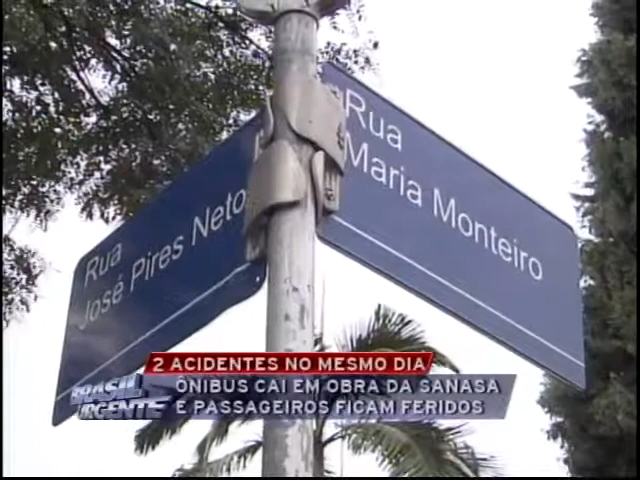 Rua
Maria Monteiro
Rua
José Pires Neto
2 ACIDENTES NO MESMO DIA
BRASIL
URGENTE
ÔNIBUS CAI EM OBRA DA SANASA
E PASSAGEIROS FICAM FERIDOS